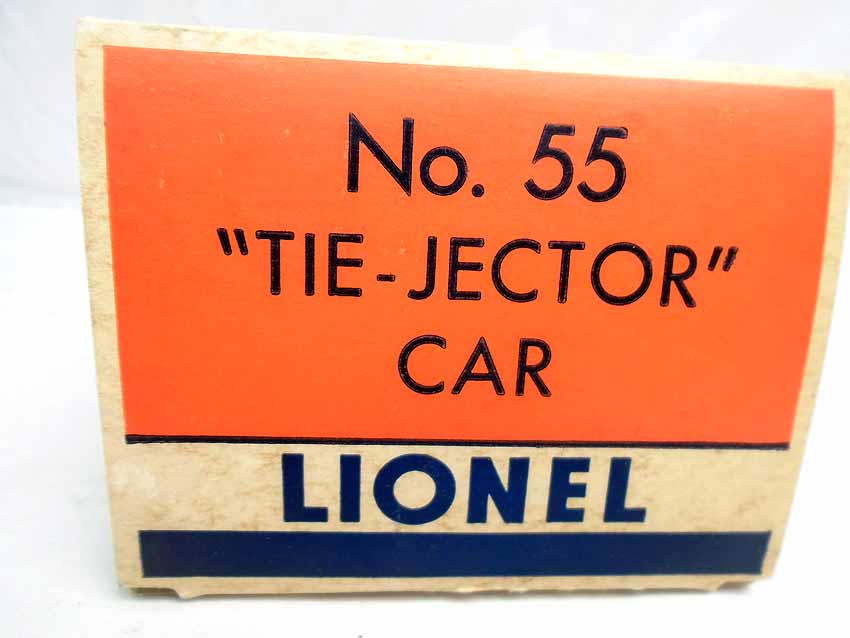 No. 55
"TIE-JECTOR"
CAR
LIONEL